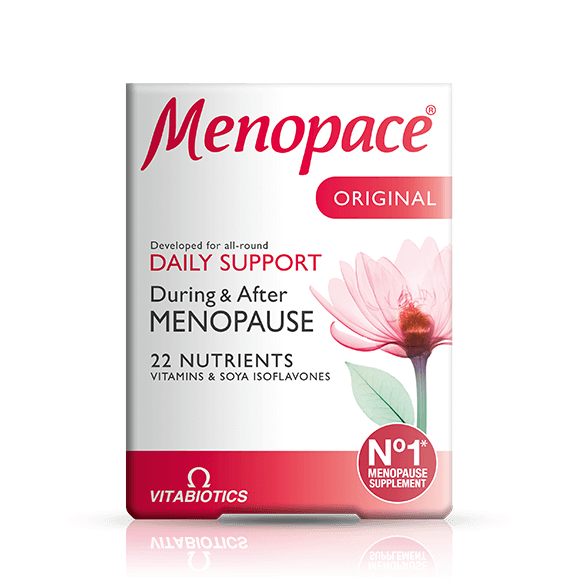 Menopace®
ORIGINAL
Developed for all-round
DAILY SUPPORT
During & After
MENOPAUSE
22 NUTRIENTS
VITAMINS & SOYA ISOFLAVONES
Nº1*
MENOPAUSE
SUPPLEMENT
VITABIOTICS